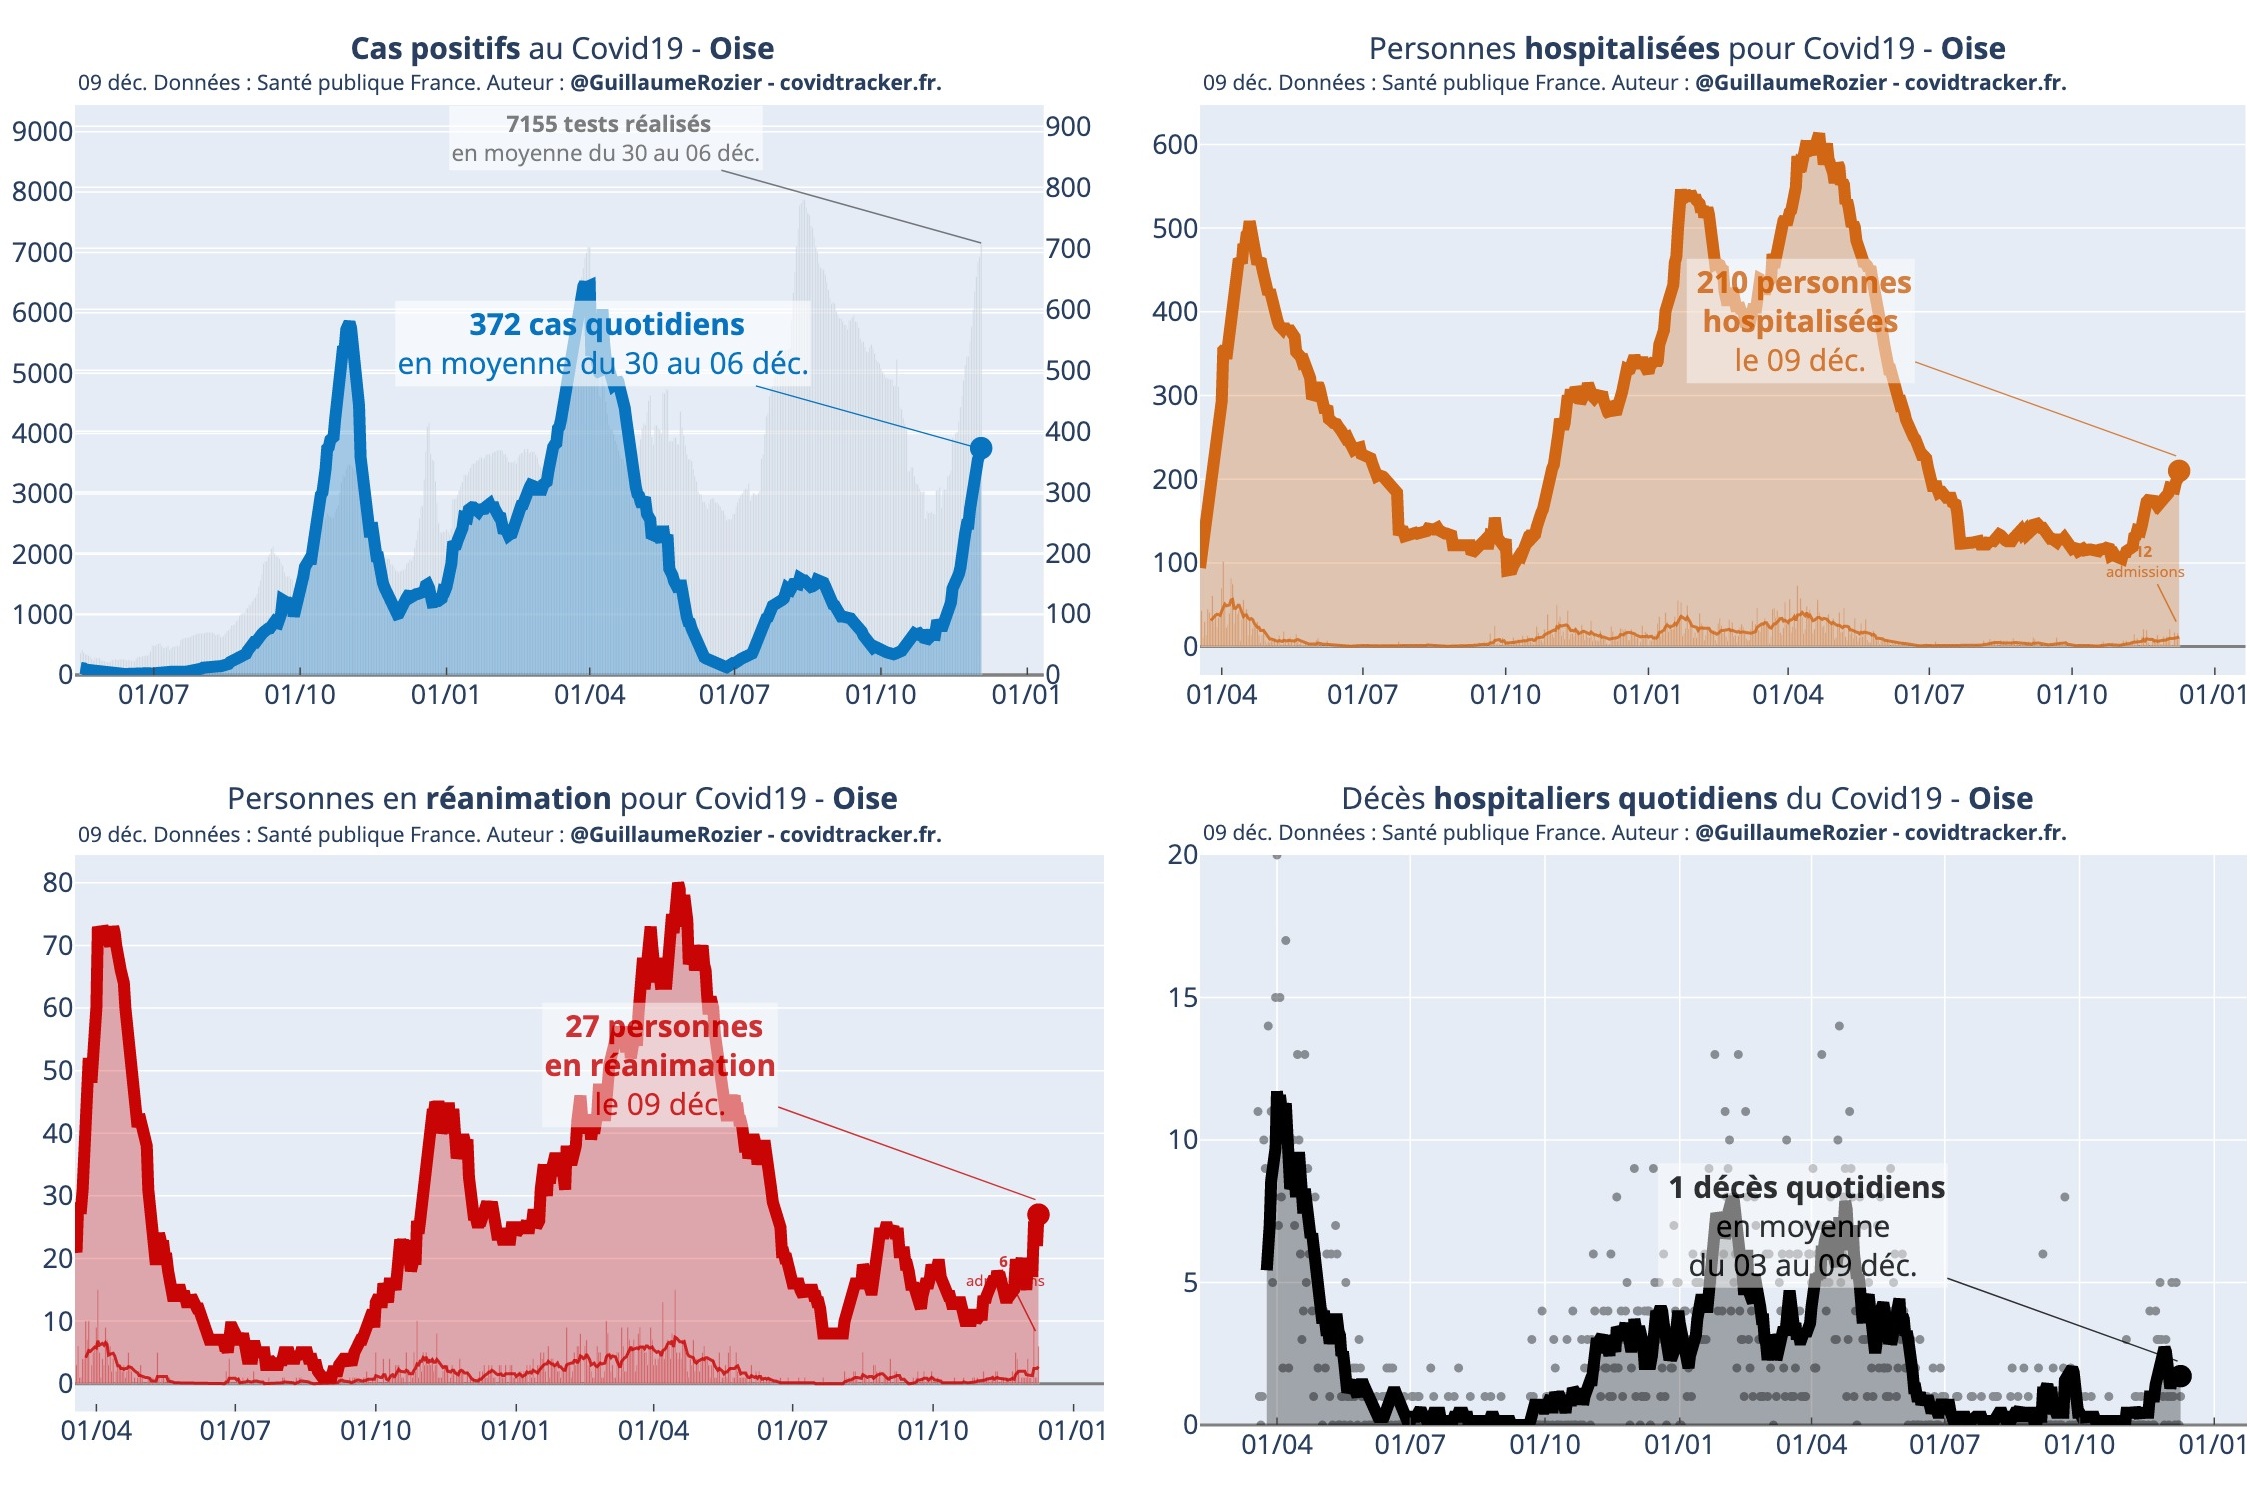 Cas positifs au Covid19 - Oise
09 déc. Données : Santé publique France. Auteur : @GuillaumeRozier - covidtracker.fr.
7155 tests réalisés
en moyenne du 30 au 06 déc.
372 cas quotidiens
en moyenne du 30 au 06 déc.
9000
8000
7000
6000
5000
4000
3000
2000
1000
0
900
800
700
600
500
400
300
200
100
0
01/07 01/10 01/01 01/04 01/07 01/10 01/01
Personnes hospitalisées pour Covid19 - Oise
09 déc. Données : Santé publique France. Auteur : @GuillaumeRozier - covidtracker.fr.
600
500
400
300
200
100
0
210 personnes
hospitalisées
le 09 déc.
12
admissions
01/04 01/07 01/10 01/01 01/04 01/07 01/10 01/01
Personnes en réanimation pour Covid19 - Oise
09 déc. Données : Santé publique France. Auteur : @GuillaumeRozier - covidtracker.fr.
80
70
60
50
40
30
20
10
0
27 personnes
en réanimation
le 09 déc.
6
01/04 01/07 01/10 01/01 01/04 01/07 01/10 01/01
Décès hospitaliers quotidiens du Covid19 - Oise
09 déc. Données : Santé publique France. Auteur : @GuillaumeRozier - covidtracker.fr.
20
15
10
5
0
1 décès quotidiens
en moyenne
du 03 au 09 déc.
01/04 01/07 01/10 01/01 01/04 01/07 01/10 01/01